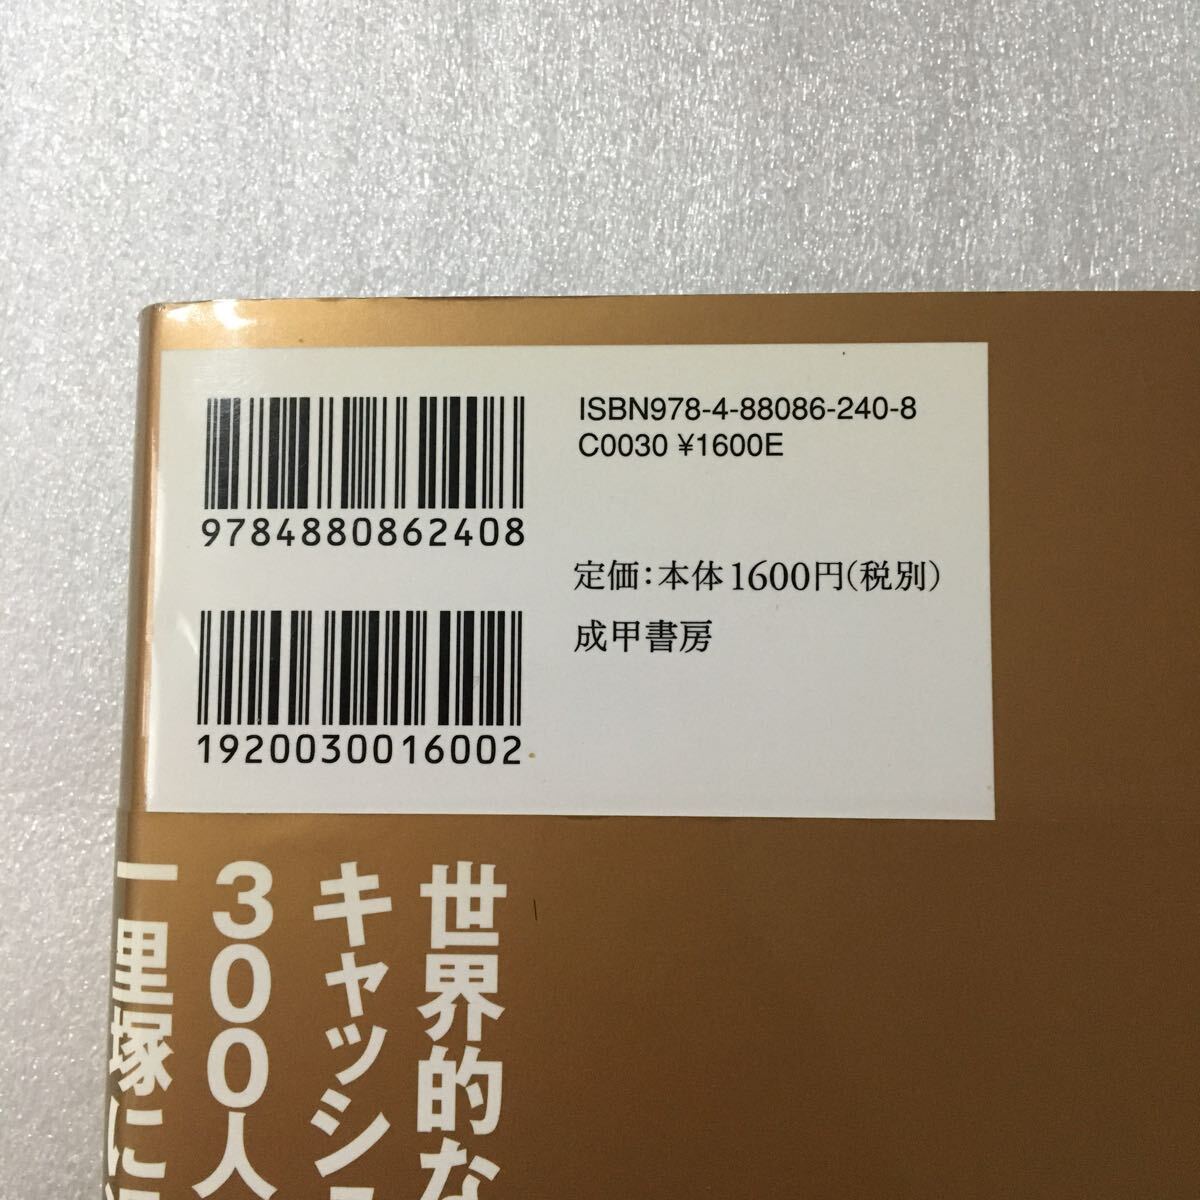 ISBN978-4-88086-240-8
C0030 ¥1600E
9784880862408
定価:本体1600円(税別)
成甲書房
1920030016002
世界的な
キャッシ
300人
一里塚に